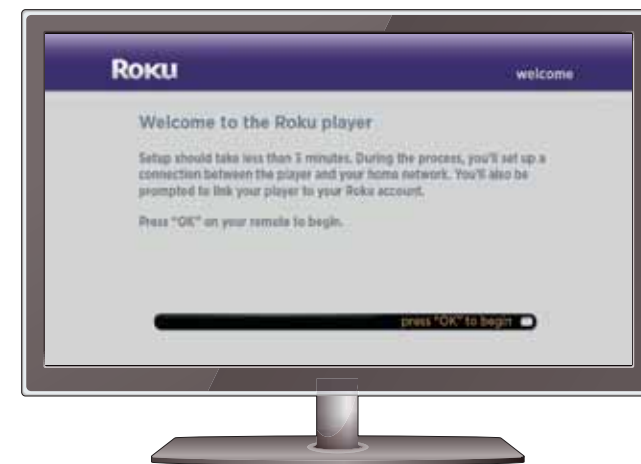 ROKU
welcome
Welcome to the Roku player
Setup should take less than 3 minutes. During the process, you'll set up a
connection between the player and your home network. You'll also be
prompted to link your player to your Roku account.
Press "OK" on your remote to begin.
press "OK" to begin